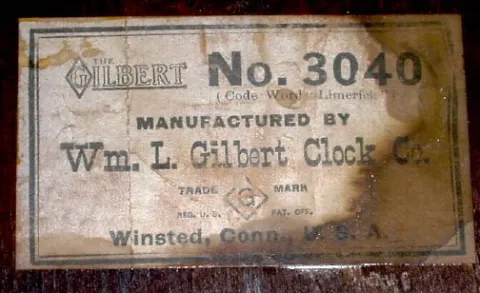 THE
GILBERT No. 3040
(Code Word, Limerick
MANUFACTURED BY
Wm. L. Gilbert Clock Co.
TRADE G MARK
REG. U. S. PAT. OFF.
Winsted, Conn., U. S. A.